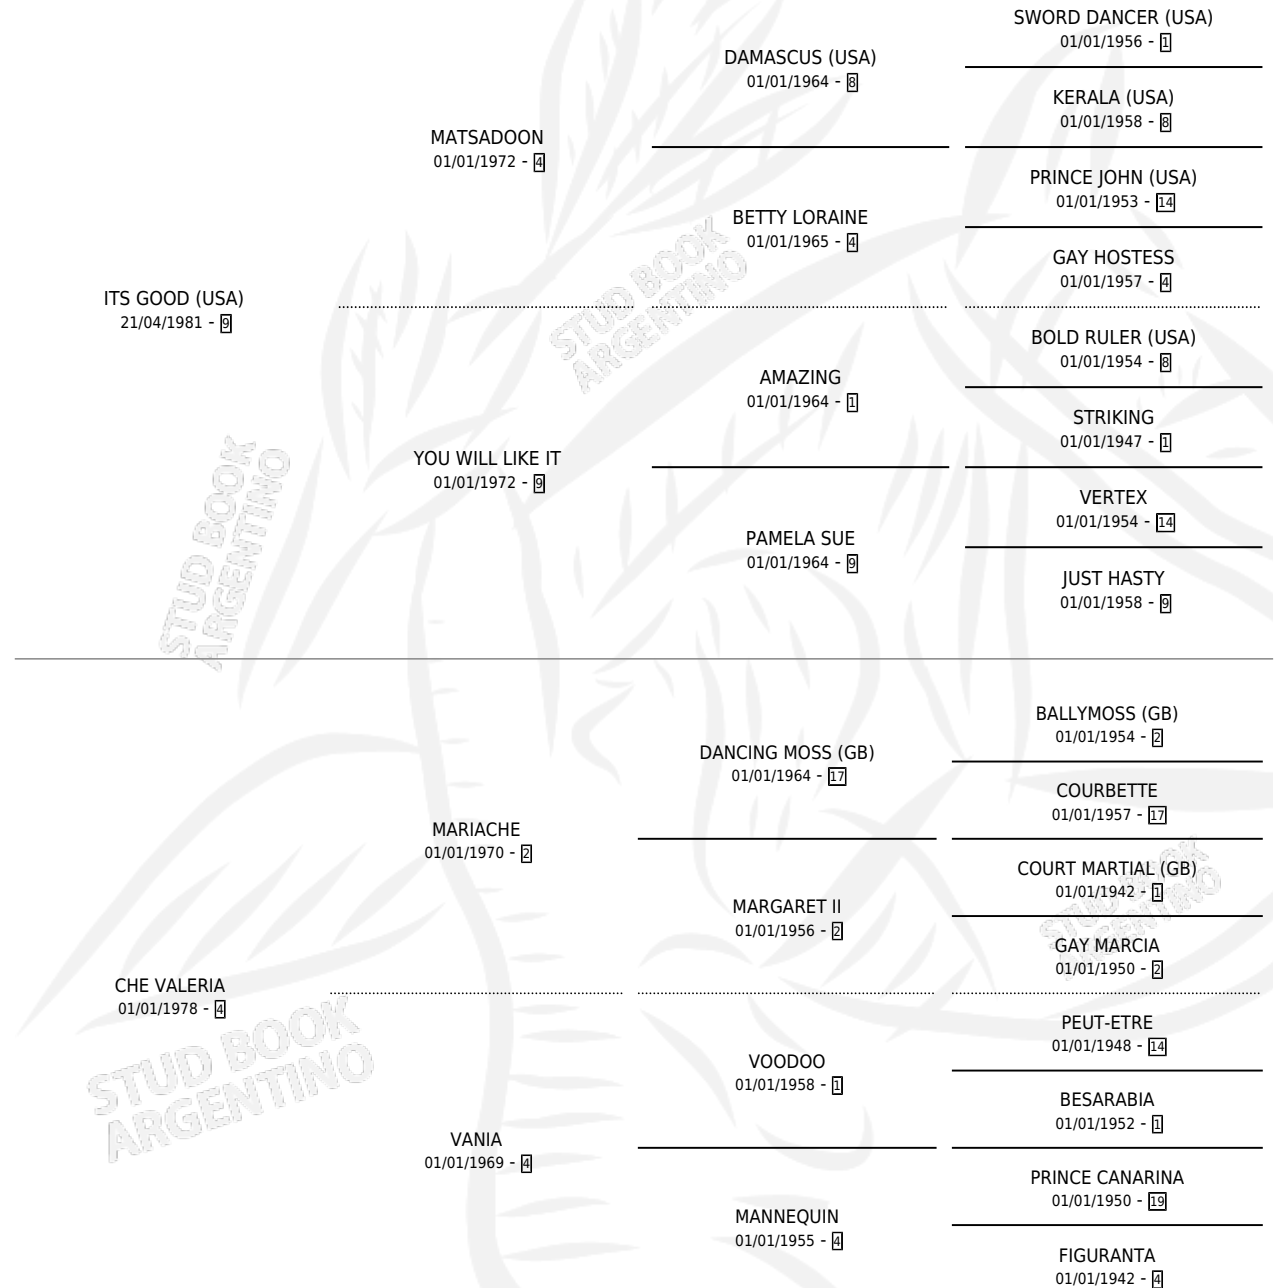 SWORD DANCER (USA)
01/01/1956 - 1
DAMASCUS (USA)
01/01/1964 - 8
KERALA (USA)
01/01/1958 - 8
MATSADOON
01/01/1972 - 4
PRINCE JOHN (USA)
01/01/1953 - 14
BETTY LORAINE
01/01/1965 - 4
GAY HOSTESS
01/01/1957 - 4
ITS GOOD (USA)
21/04/1981 - 9
BOLD RULER (USA)
01/01/1954 - 8
AMAZING
01/01/1964 - 1
STRIKING
01/01/1947 - 1
YOU WILL LIKE IT
01/01/1972 - 9
VERTEX
01/01/1954 - 14
PAMELA SUE
01/01/1964 - 9
JUST HASTY
01/01/1958 - 9
STUD BOOK
ARGENTINO
STUD BOOK
ARGENTINO
BALLYMOSS (GB)
01/01/1954 - 2
DANCING MOSS (GB)
01/01/1964 - 17
COURBETTE
01/01/1957 - 17
MARIACHE
01/01/1970 - 2
COURT MARTIAL (GB)
01/01/1942 - 1
MARGARET II
01/01/1956 - 2
GAY MARCIA
01/01/1950 - 2
STUD BOOK
ARGENTINO
CHE VALERIA
01/01/1978 - 4
PEUT-ETRE
01/01/1948 - 14
VOODOO
01/01/1958 - 1
BESARABIA
01/01/1952 - 1
VANIA
01/01/1969 - 4
PRINCE CANARINA
01/01/1950 - 19
MANNEQUIN
01/01/1955 - 4
FIGURANTA
01/01/1942 - 4
STUD BOOK
ARGENTINO